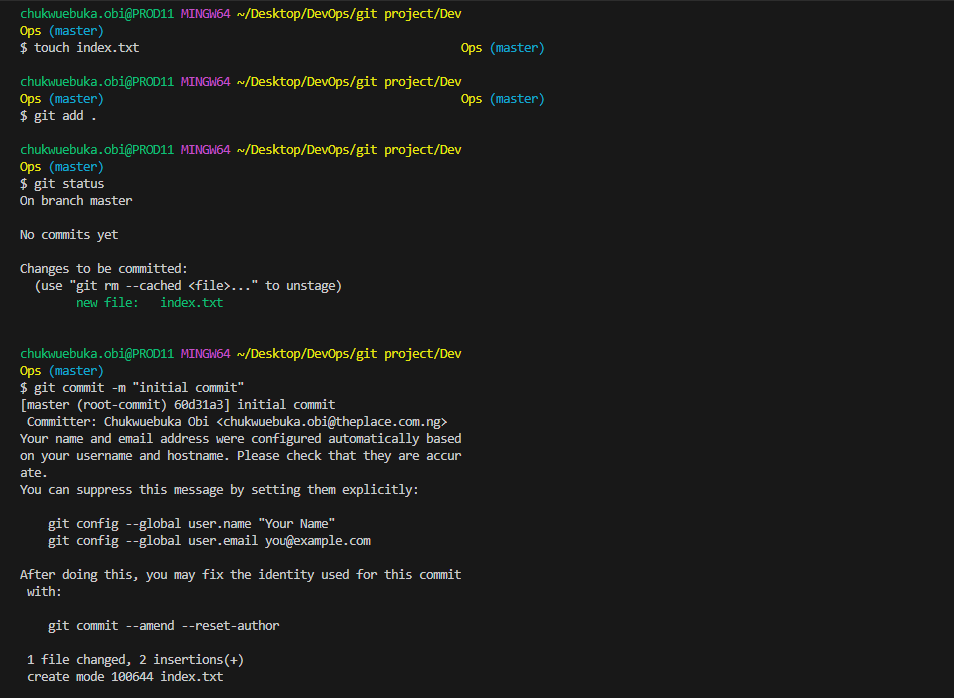 chukwuebuka.obi@PROD11 MINGW64 ~/Desktop/DevOps/git project/Dev
Ops (master)
$ touch index.txt                                              Ops (master)

chukwuebuka.obi@PROD11 MINGW64 ~/Desktop/DevOps/git project/Dev
Ops (master)                                                   Ops (master)
$ git add .

chukwuebuka.obi@PROD11 MINGW64 ~/Desktop/DevOps/git project/Dev
Ops (master)
$ git status
On branch master

No commits yet

Changes to be committed:
  (use "git rm --cached <file>..." to unstage)
        new file:   index.txt


chukwuebuka.obi@PROD11 MINGW64 ~/Desktop/DevOps/git project/Dev
Ops (master)
$ git commit -m "initial commit"
[master (root-commit) 60d31a3] initial commit
 Committer: Chukwuebuka Obi <chukwuebuka.obi@theplace.com.ng>
Your name and email address were configured automatically based
on your username and hostname. Please check that they are accur
ate.
You can suppress this message by setting them explicitly:

    git config --global user.name "Your Name"
    git config --global user.email you@example.com

After doing this, you may fix the identity used for this commit
 with:

    git commit --amend --reset-author

 1 file changed, 2 insertions(+)
 create mode 100644 index.txt